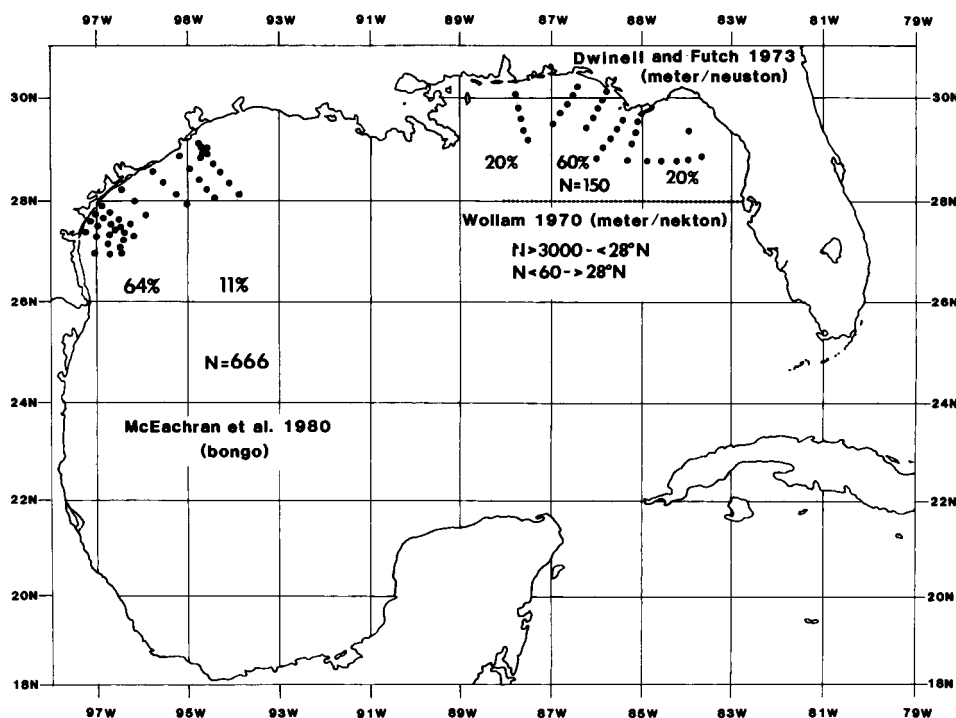 97W 95W 93W 91W 89W 87W 85W 83W 81W 79W
Dwinell and Futch 1973
(meter/neuston)
30N 30N
20% 60% 20%
N=150
28N 28N
Wollam 1970 (meter/nekton)
N>3000-<28°N
N<60->28°N
64% 11%
26N 26N
N=666
24N 24N
McEachran et al. 1980
(bongo)
22N 22N
20N 20N
18N 18N
97W 95W 93W 91W 89W 87W 85W 83W 81W 79W